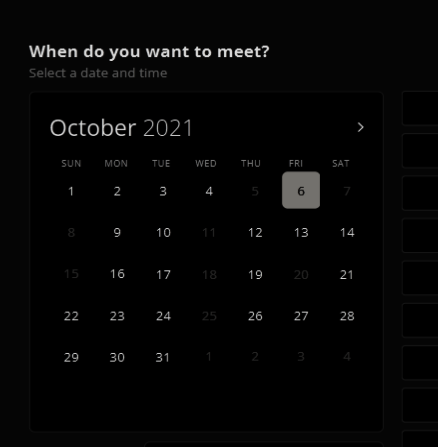 When do you want to meet?
Select a date and time
October 2021
SUN MON TUE WED THU FRI SAT
1 2 3 4 5 6 7
8 9 10 11 12 13 14
15 16 17 18 19 20 21
22 23 24 25 26 27 28
29 30 31 1 2 3 4